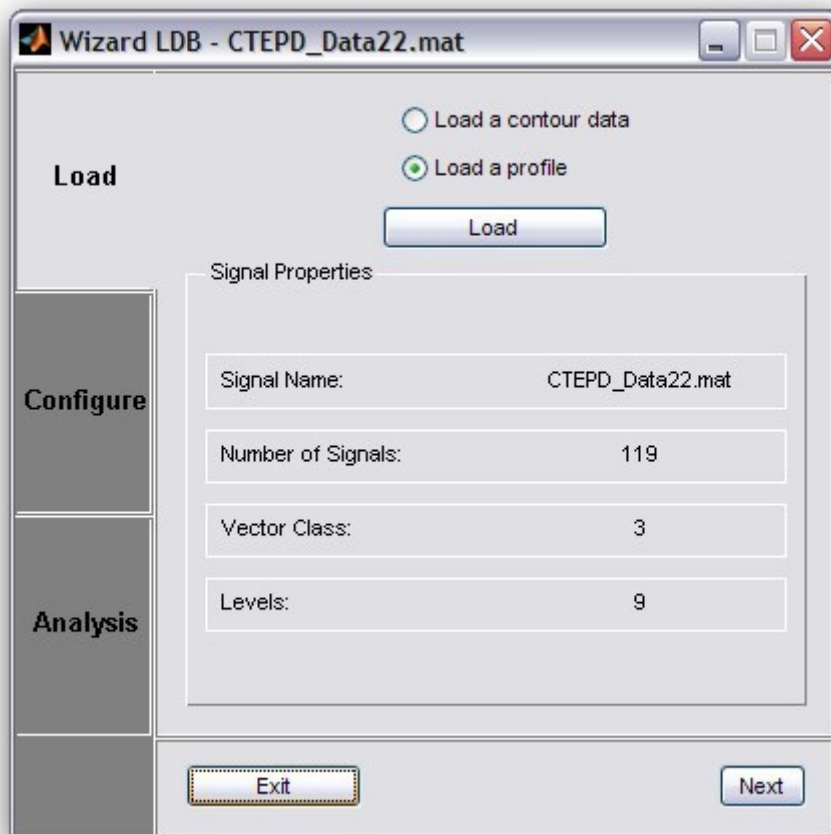 Wizard LDB - CTEPD_Data22.mat
Load a contour data
Load
Load a profile
Load
Signal Properties
Signal Name: CTEPD_Data22.mat
Configure
Number of Signals: 119
Vector Class: 3
Levels: 9
Analysis
Exit Next